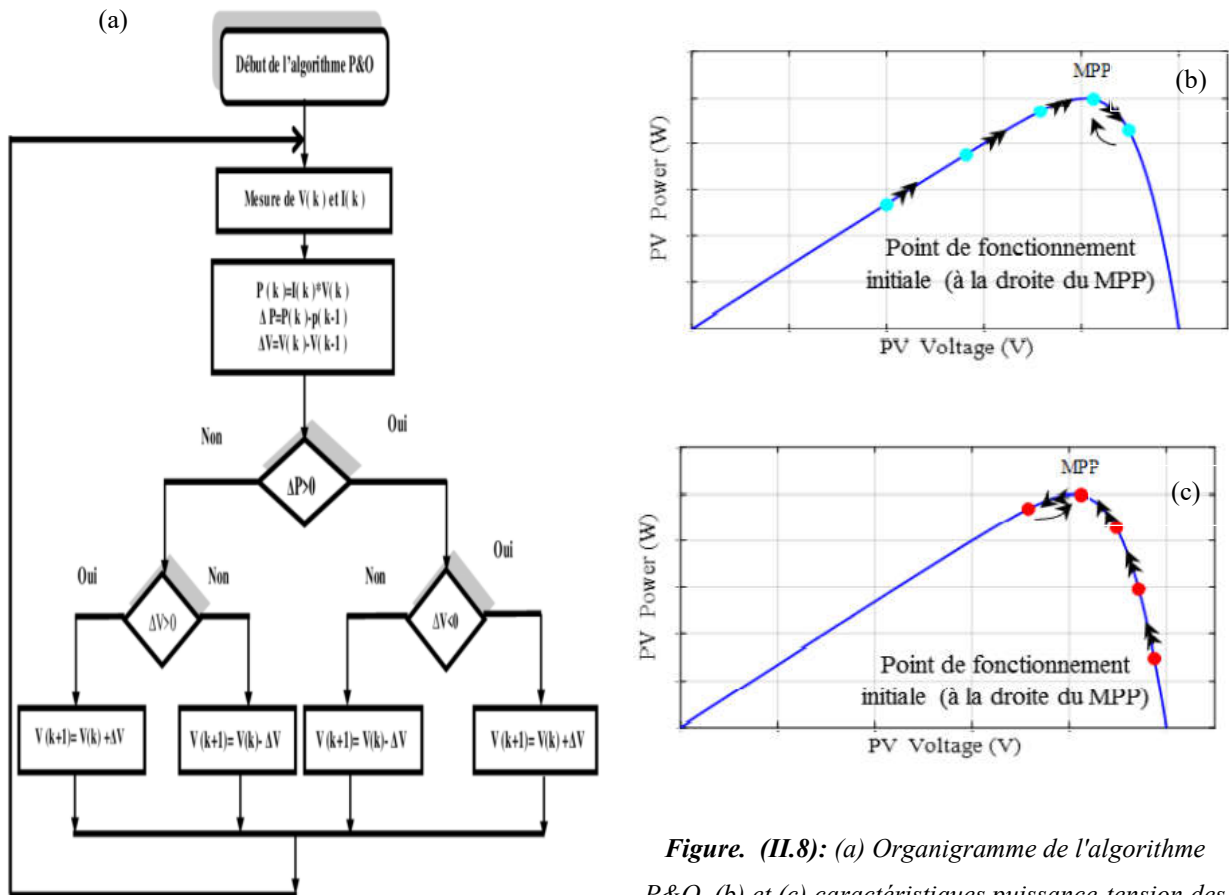 (a)
Début de l'algorithme P&O
Mesure de V( k ) et I( k )
P ( k )=I( k )*V( k )
Δ P=P( k )-p( k-1 )
ΔV=V( k )-V( k-1 )
Non
Oui
ΔP>0
Oui
Non
Non
Oui
ΔV>0
ΔV<0
V (k+1)= V(k) +ΔV
V (k+1)= V(k)- ΔV
V (k+1)= V(k)- ΔV
V (k+1)= V(k) +ΔV
MPP
(b)
PV Power (W)
Point de fonctionnement
initiale (à la droite du MPP)
PV Voltage (V)
MPP
(c)
PV Power (W)
Point de fonctionnement
initiale (à la droite du MPP)
PV Voltage (V)
Figure. (II.8): (a) Organigramme de l'algorithme
P&O, (b) et (c) caractéristiques puissance-tension des